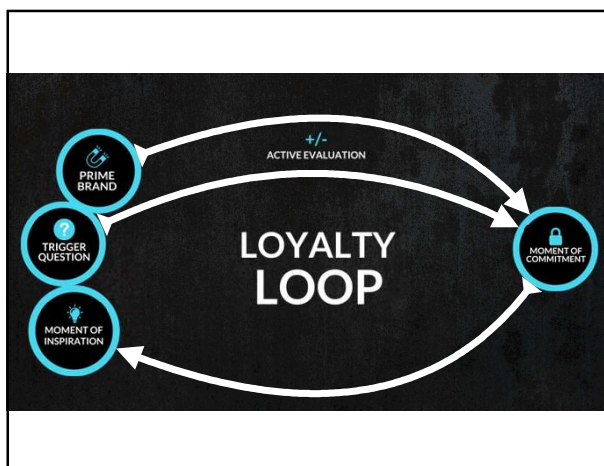 +/-
ACTIVE EVALUATION
PRIME
BRAND
?
TRIGGER
QUESTION
LOYALTY
LOOP
MOMENT OF
COMMITMENT
MOMENT OF
INSPIRATION